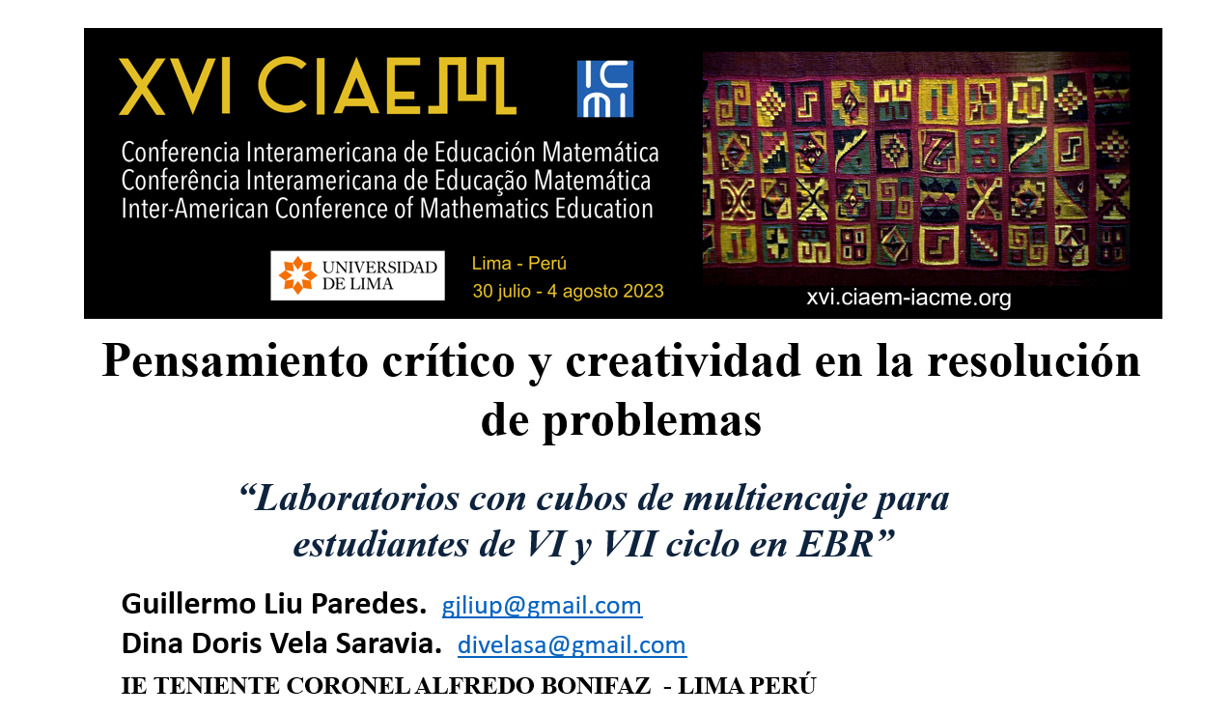 XVI CIAEM
ICMI
Conferencia Interamericana de Educación Matemática
Conferência Interamericana de Educação Matemática
Inter-American Conference of Mathematics Education
UNIVERSIDAD
DE LIMA
Lima - Perú
30 julio - 4 agosto 2023
xvi.ciaem-iacme.org
Pensamiento crítico y creatividad en la resolución
de problemas
“Laboratorios con cubos de multiencaje para
estudiantes de VI y VII ciclo en EBR”
Guillermo Liu Paredes. gjliup@gmail.com
Dina Doris Vela Saravia. divelasa@gmail.com
IE TENIENTE CORONEL ALFREDO BONIFAZ - LIMA PERÚ